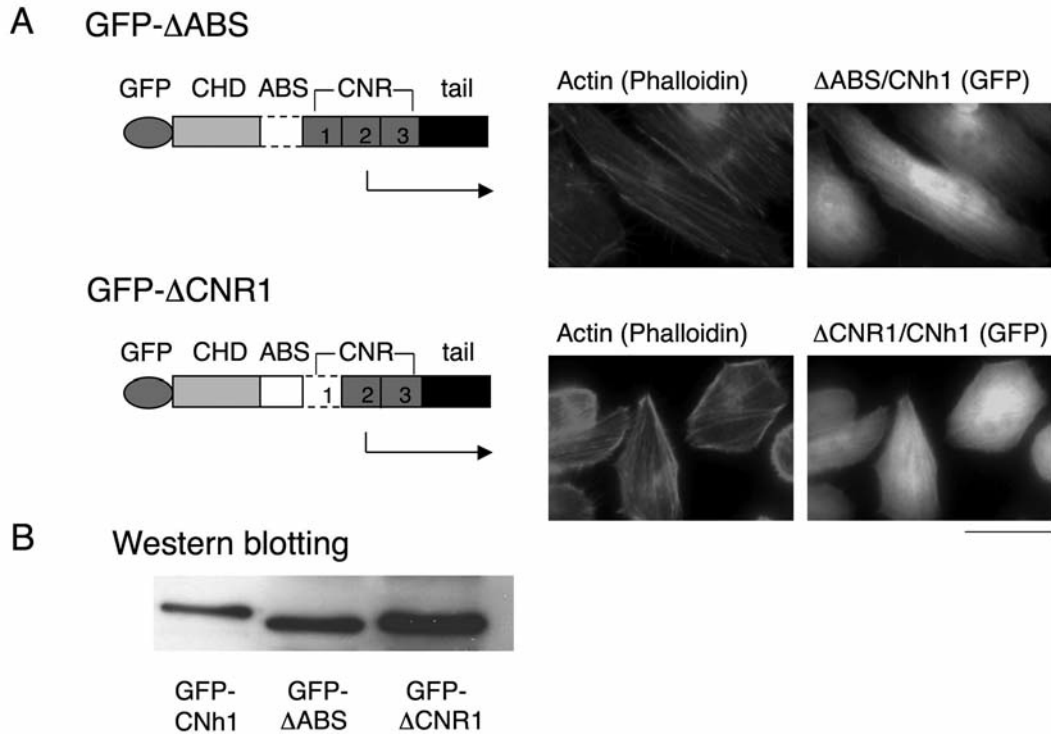 A
GFP-ΔABS
GFP CHD ABS CNR tail
1 2 3
Actin (Phalloidin)
ΔABS/CNh1 (GFP)
GFP-ΔCNR1
GFP CHD ABS CNR tail
1 2 3
Actin (Phalloidin)
ΔCNR1/CNh1 (GFP)
B
Western blotting
GFP-
CNh1
GFP-
ΔABS
GFP-
ΔCNR1